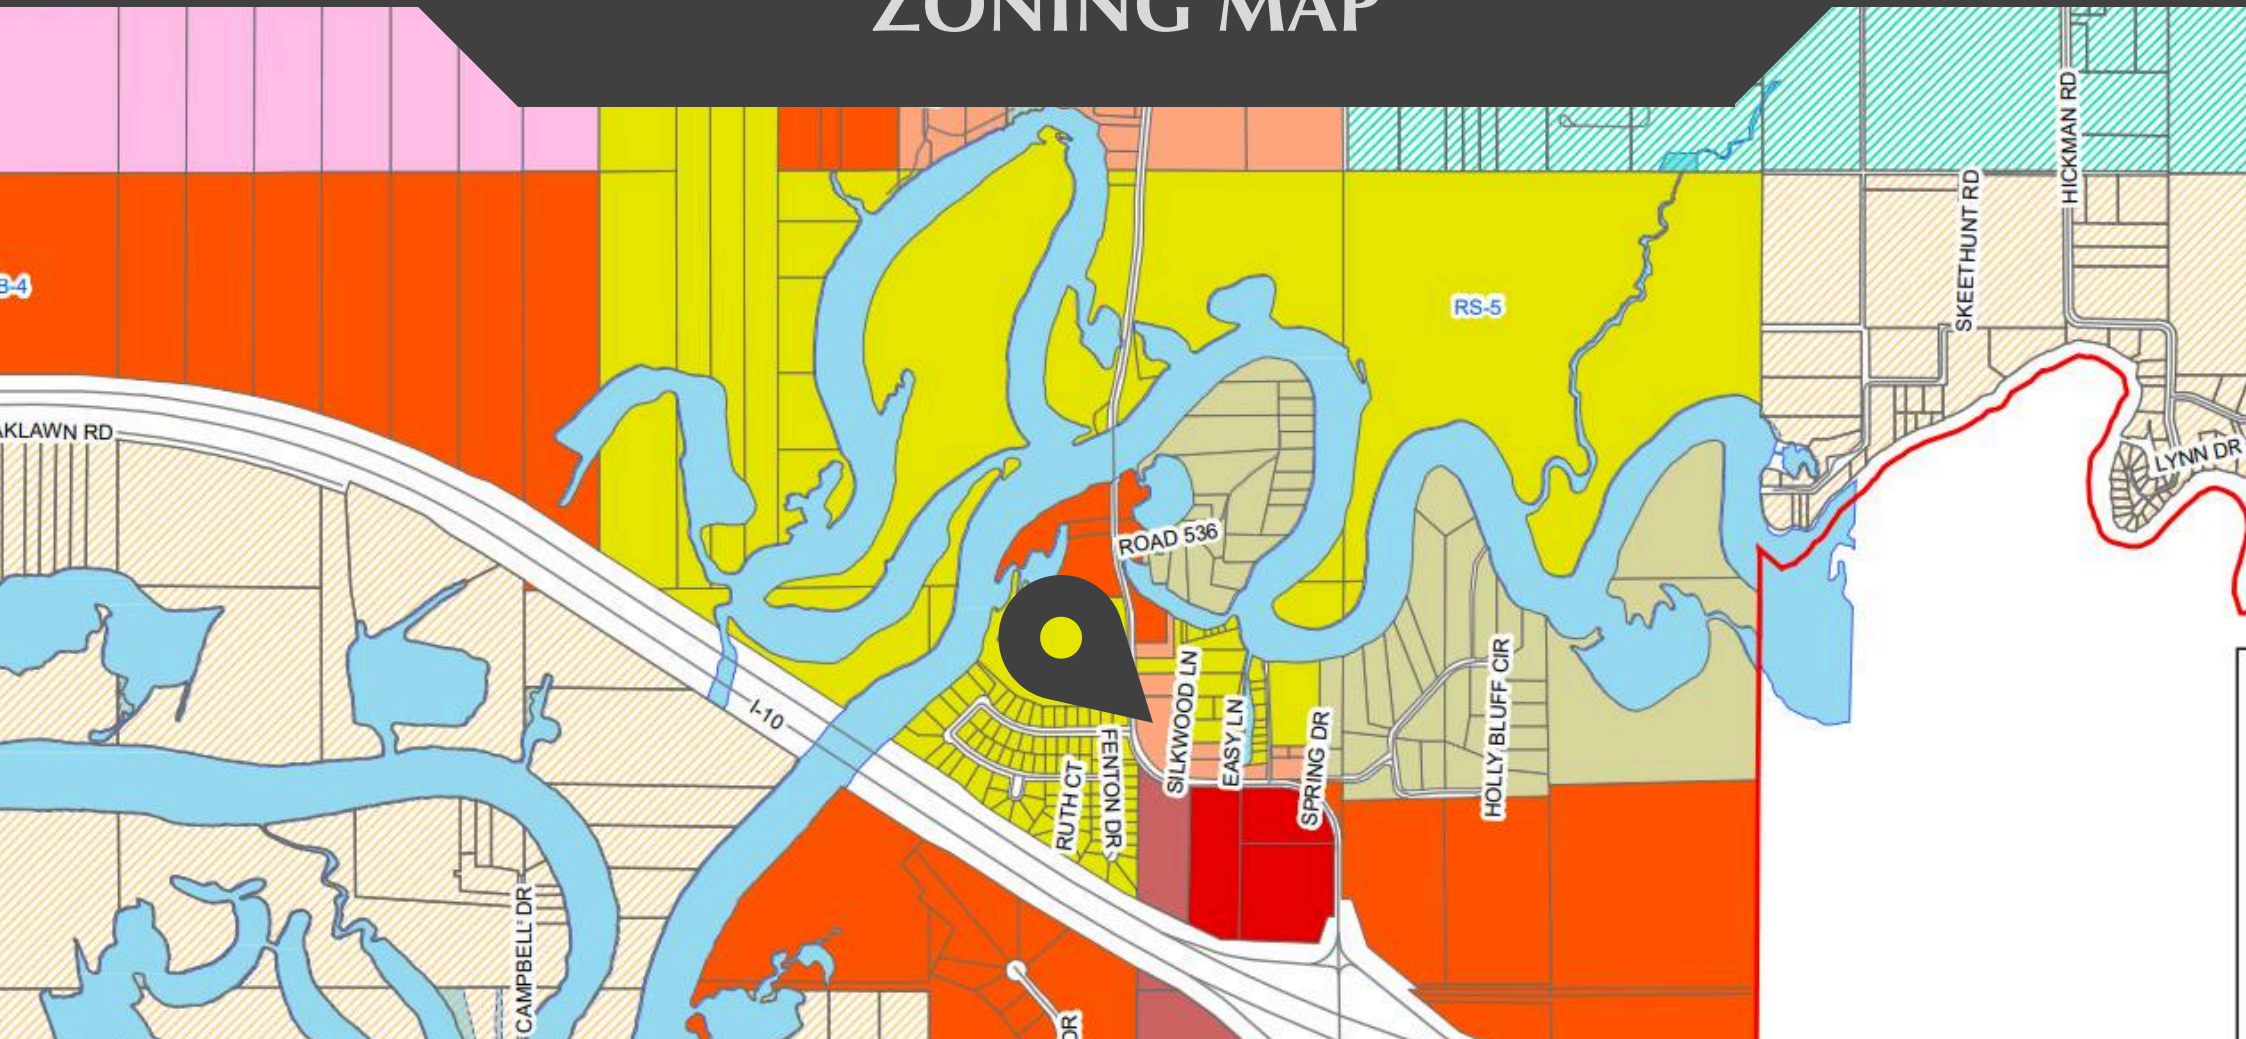 ZONING MAP
HICKMAN RD
SKEETHUNT RD
B-4
RS-5
AKLAWN RD
LYNN DR
ROAD 536
I-10
SILKWOOD LN
EASY LN
SPRING DR
HOLLY BLUFF CIR
FENTON DR
RUTH CT
CAMPBELL DR
DR